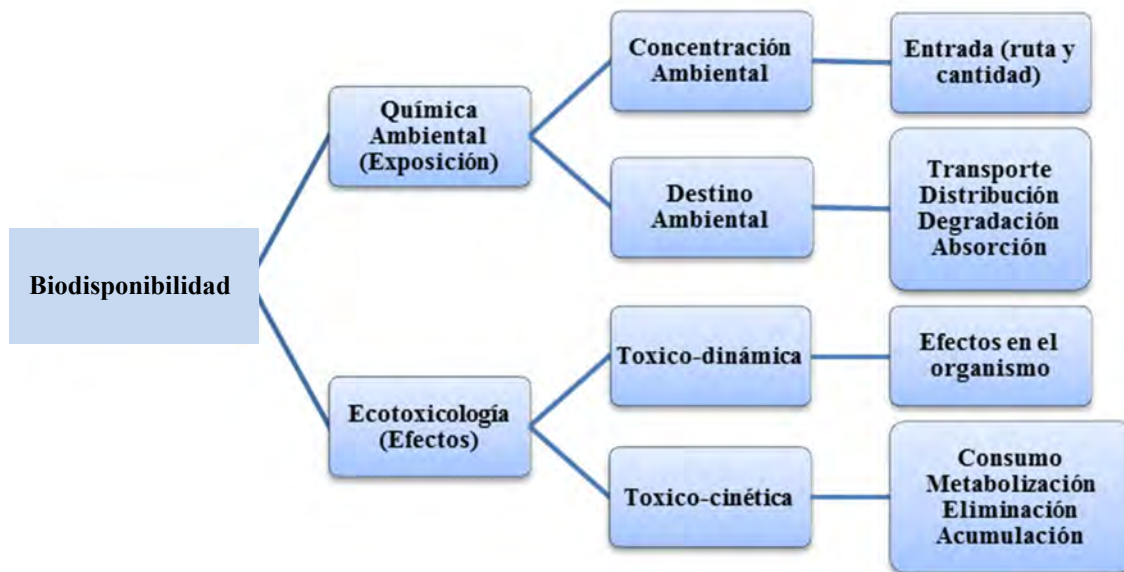 Biodisponibilidad
Química
Ambiental
(Exposición)
Concentración
Ambiental
Entrada (ruta y
cantidad)
Destino
Ambiental
Transporte
Distribución
Degradación
Absorción
Ecotoxicología
(Efectos)
Toxico-dinámica
Efectos en el
organismo
Toxico-cinética
Consumo
Metabolización
Eliminación
Acumulación